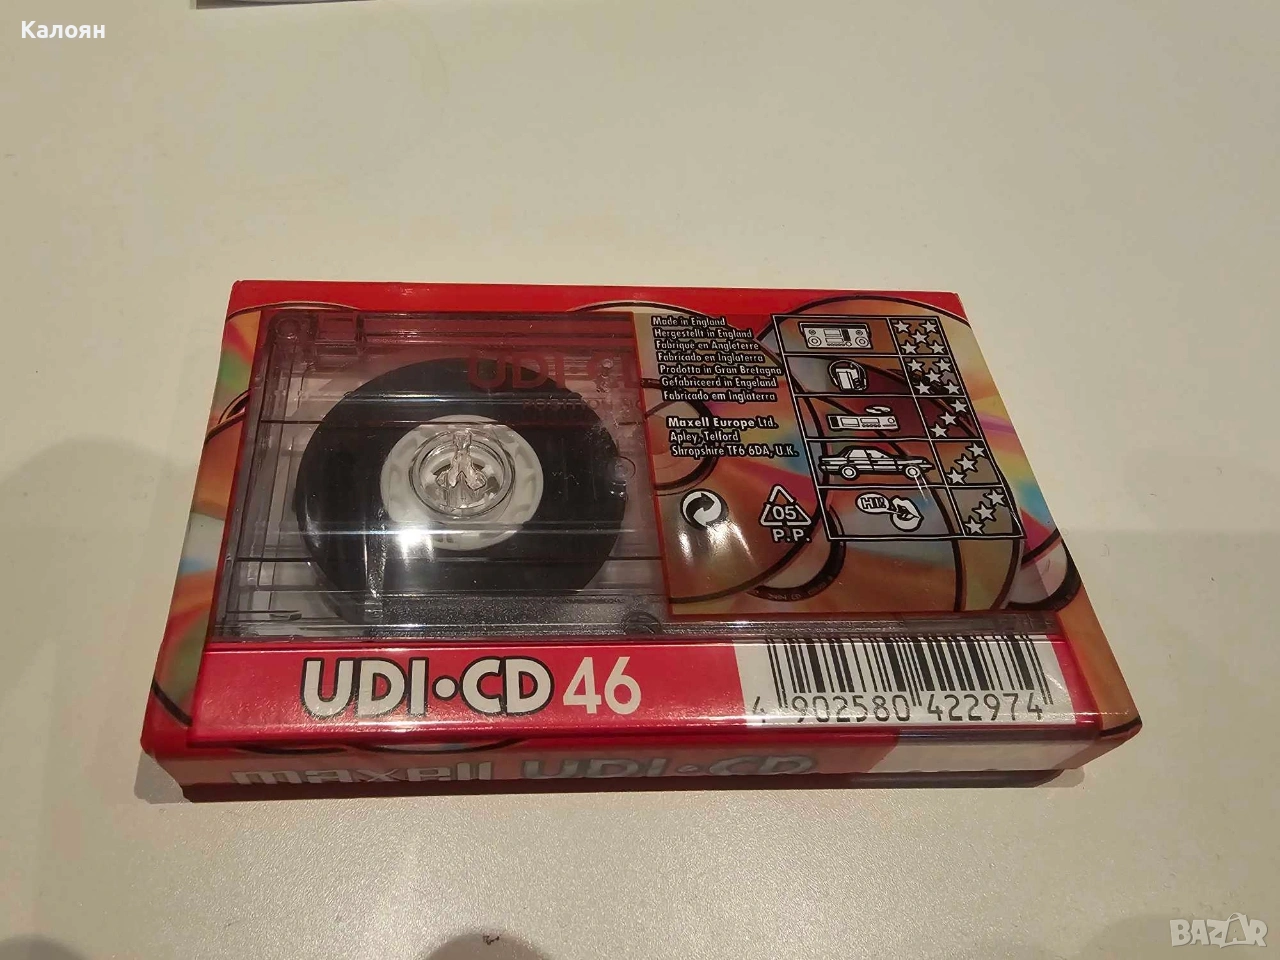 Калоян
UDI-C
Made in England
Hergestellt in England
Fabriqué en Angleterre
Fabricado en Inglaterra
Prodotto in Gran Bretagna
Gefabriceerd in Engeland
Fabricado em Inglaterra
Maxell Europe Ltd.
Apley, Telford
Shropshire TF6 6DA, U.K.
05
P.P.
UDI•CD 46
4 902580 422974
maxell UDI•CD
BAZAR